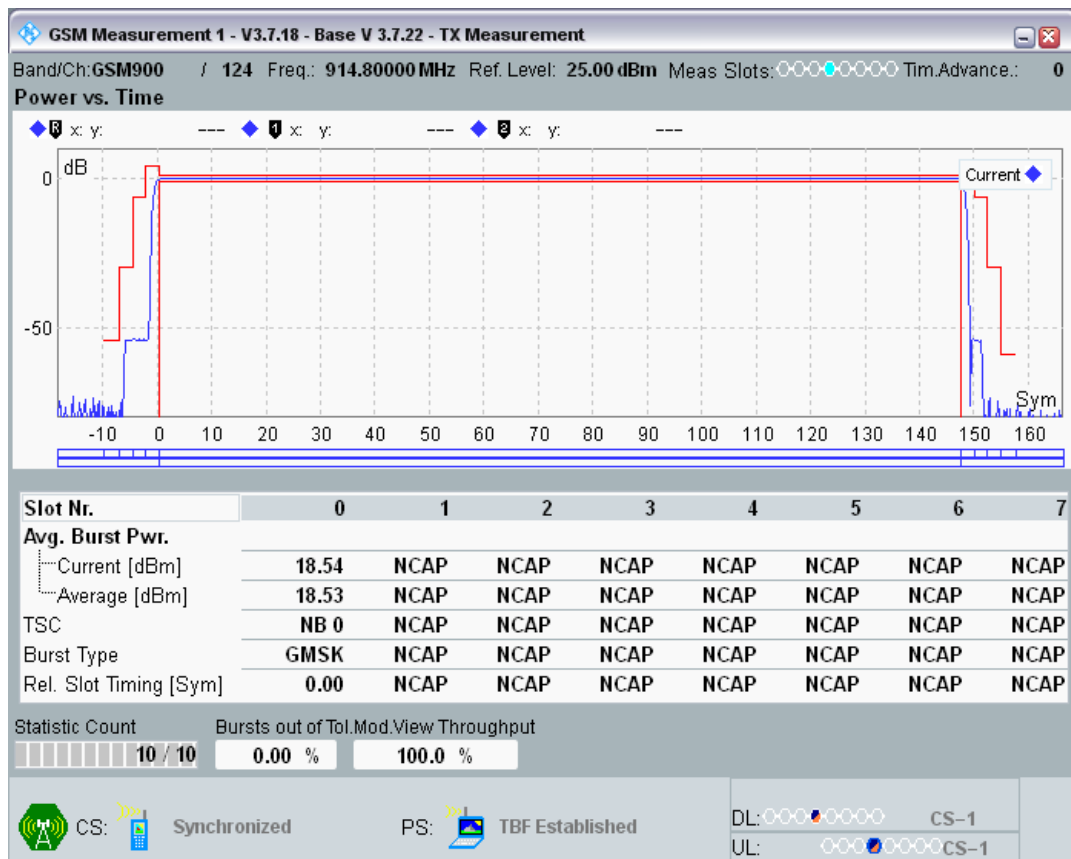 GSM Measurement 1 - V3.7.18 - Base V 3.7.22 - TX Measurement
Band/Ch:GSM900 / 124 Freq.: 914.80000 MHz Ref. Level: 25.00 dBm Meas Slots: Tim.Advance.: 0
Power vs. Time
R x: y: --- 1 x: y: --- 2 x: y: ---
dB
Current
0
-50
Sym
-10 0 10 20 30 40 50 60 70 80 90 100 110 120 130 140 150 160
Slot Nr. 0 1 2 3 4 5 6 7
Avg. Burst Pwr.
Current [dBm] 18.54 NCAP NCAP NCAP NCAP NCAP NCAP NCAP
Average [dBm] 18.53 NCAP NCAP NCAP NCAP NCAP NCAP NCAP
TSC NB 0 NCAP NCAP NCAP NCAP NCAP NCAP NCAP
Burst Type GMSK NCAP NCAP NCAP NCAP NCAP NCAP NCAP
Rel. Slot Timing [Sym] 0.00 NCAP NCAP NCAP NCAP NCAP NCAP NCAP
Statistic Count Bursts out of Tol.Mod.View Throughput
10 / 10 0.00 % 100.0 %
CS: Synchronized PS: TBF Established
DL: CS-1
UL: CS-1